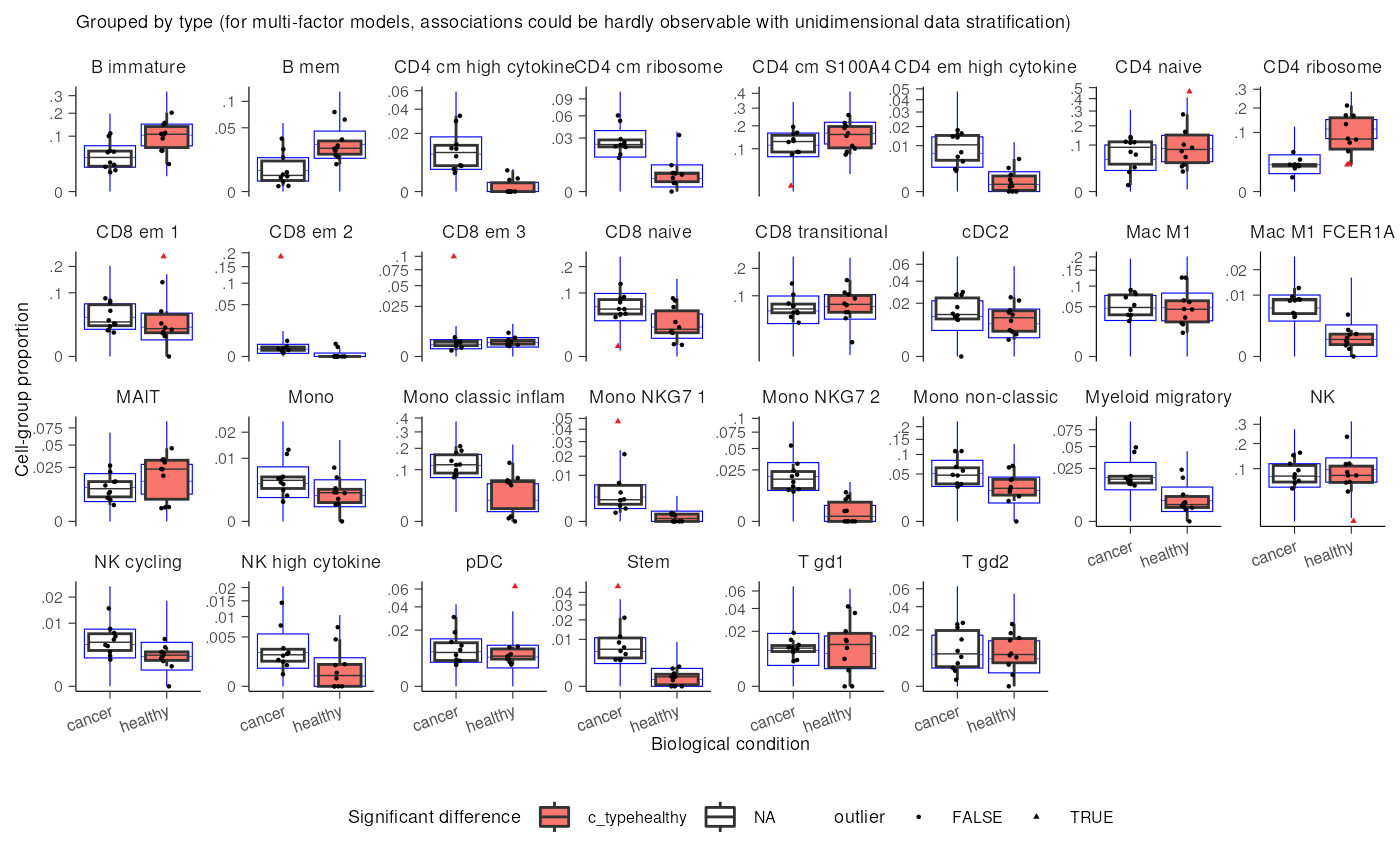 Grouped by type (for multi-factor models, associations could be hardly observable with unidimensional data stratification)
B immature B mem CD4 cm high cytokine CD4 cm ribosome CD4 cm S100A4 CD4 em high cytokine CD4 naive CD4 ribosome
.3 .2 .1 0
.1 .05 0
.06 .04 .02 0
.09 .06 .03 0
.4 .2 .1
.05 .04 .03 .02 .01 0
.5 .3 .2 .1 0
.3 .2 .1 0
CD8 em 1 CD8 em 2 CD8 em 3 CD8 naive CD8 transitional cDC2 Mac M1 Mac M1 FCER1A
.2 .1 0
.2 .15 .1 .05 0
.1 .075 .05 .025 0
.2 .1 0
.2 .1
.06 .04 .02 0
.2 .15 .1 .05 0
.02 .01 0
MAIT Mono Mono classic inflam Mono NKG7 1 Mono NKG7 2 Mono non-classic Myeloid migratory NK
.075 .05 .025 0
.02 .01 0
.4 .3 .2 .1
.05 .04 .03 .02 .01 0
.1 .075 .05 .025 0
.2 .15 .1 .05 0
.075 .05 .025 0
.3 .2 .1
cancer healthy cancer healthy
NK cycling NK high cytokine pDC Stem T gd1 T gd2
.02 .01 0
.02 .015 .01 .005 0
.06 .04 .02 0
.04 .03 .02 .01 0
.06 .04 .02 0
.06 .04 .02 0
cancer healthy cancer healthy cancer healthy cancer healthy cancer healthy cancer healthy
Cell-group proportion
Biological condition
Significant difference c_typehealthy NA outlier FALSE TRUE